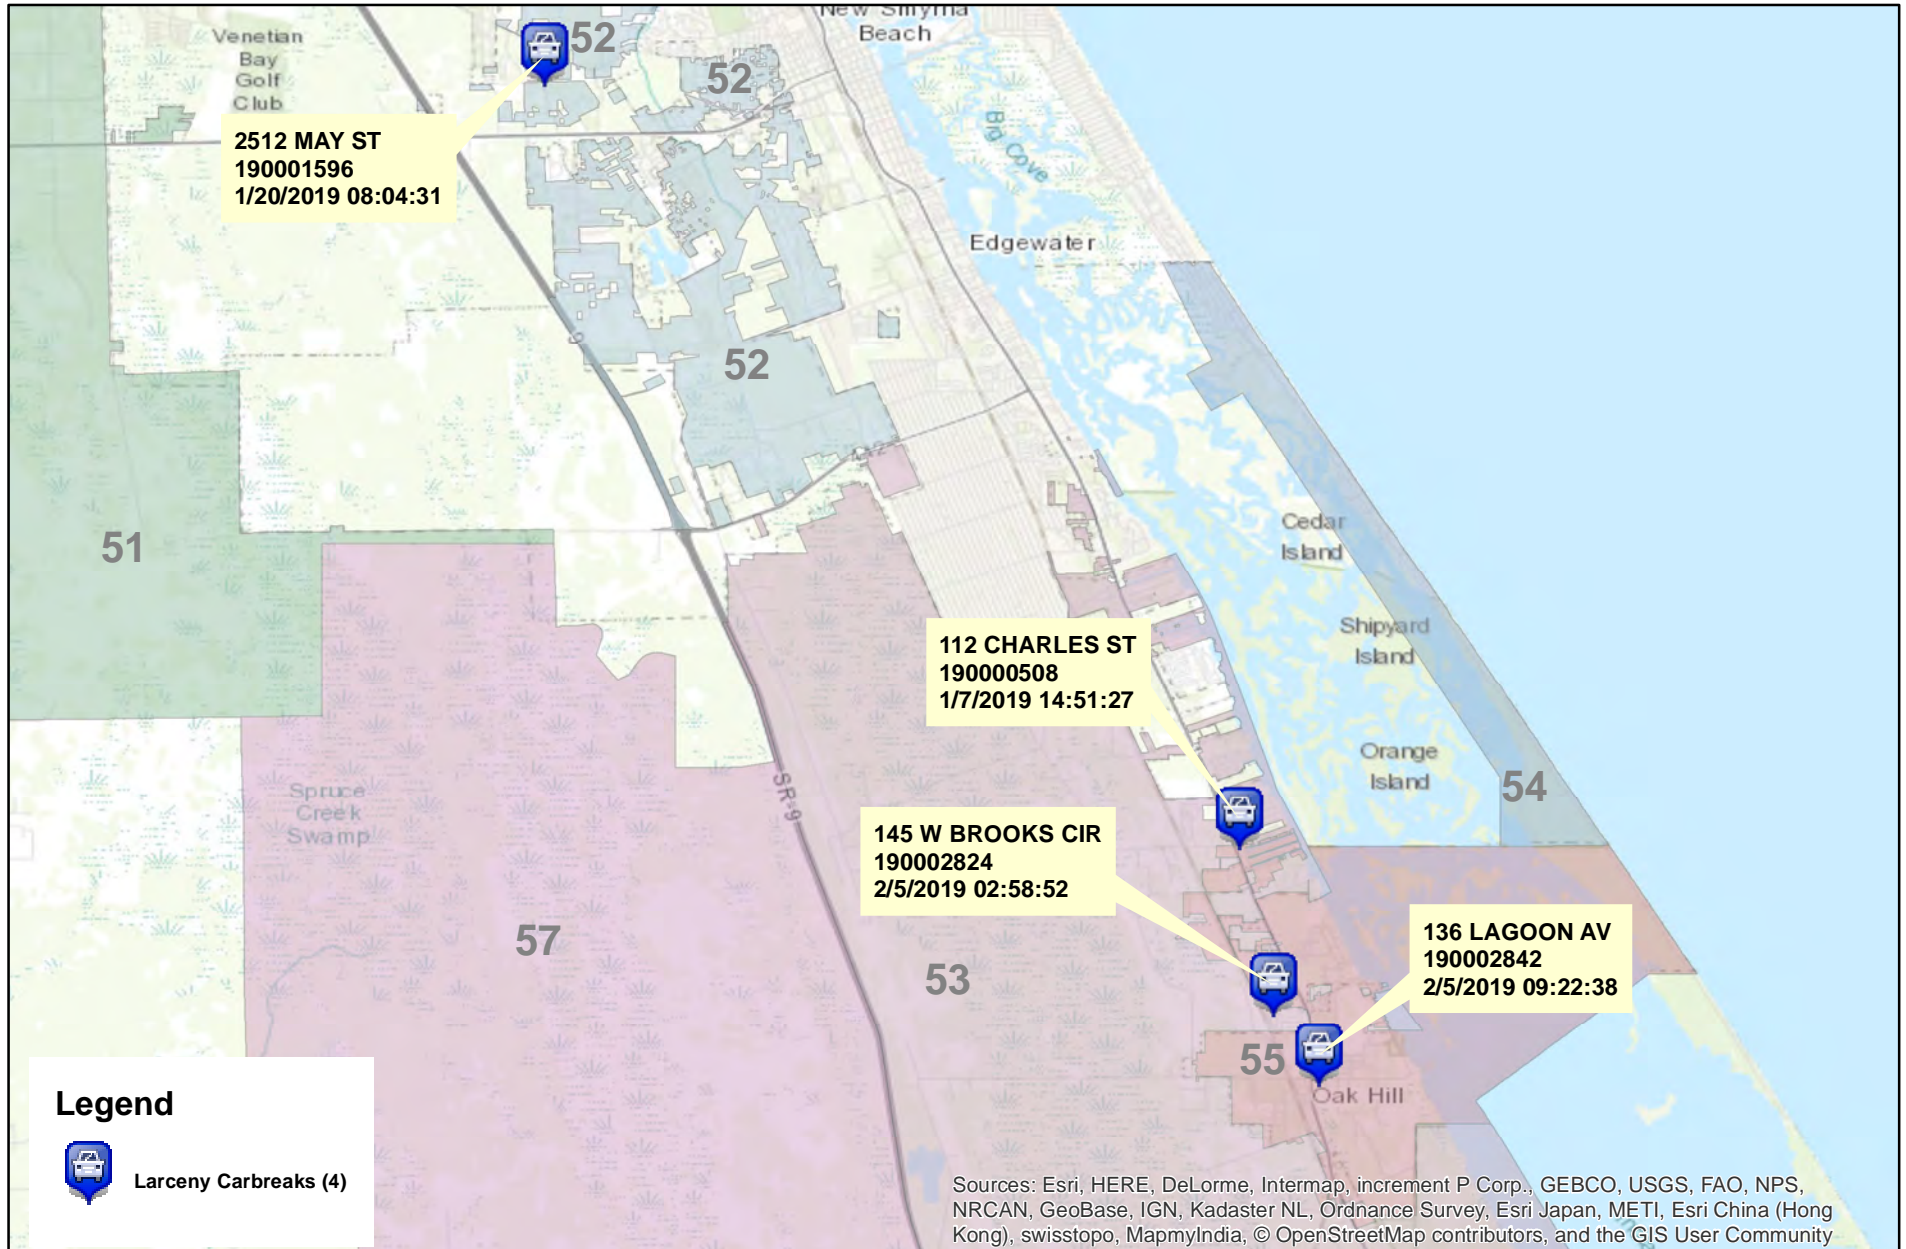 New Smyrna
Beach
Venetian
Bay
Golf
Club
52
52
2512 MAY ST
190001596
1/20/2019 08:04:31
Big Cove
Edgewater
9
52
51
Cedar
Island
112 CHARLES ST
190000508
1/7/2019 14:51:27
Shipyard
Island
Orange
Island
54
SR-9
Spruce
Creek
Swamp
145 W BROOKS CIR
190002824
2/5/2019 02:58:52
57
53
136 LAGOON AV
190002842
2/5/2019 09:22:38
55
Oak Hill
Legend
Larceny Carbreaks (4)
Sources: Esri, HERE, DeLorme, Intermap, increment P Corp., GEBCO, USGS, FAO, NPS,
NRCAN, GeoBase, IGN, Kadaster NL, Ordnance Survey, Esri Japan, METI, Esri China (Hong
Kong), swisstopo, MapmyIndia, © OpenStreetMap contributors, and the GIS User Community